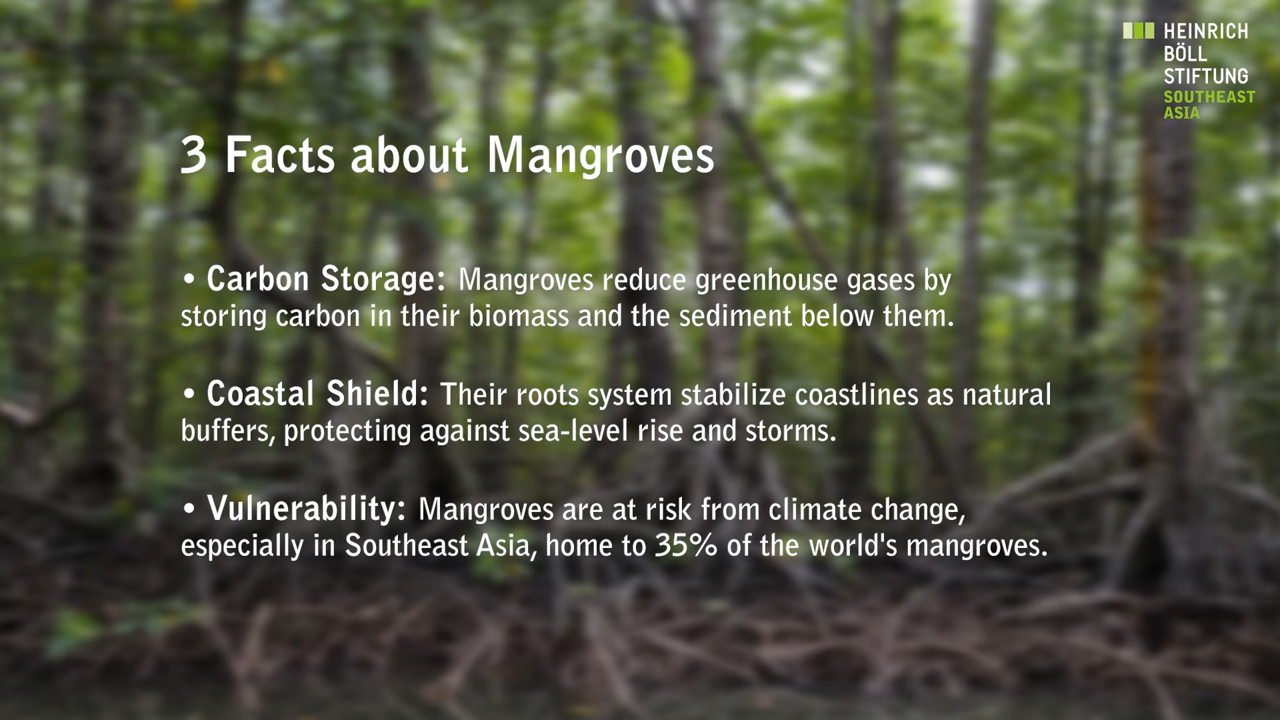 HEINRICH
BÖLL
STIFTUNG
SOUTHEAST
ASIA
3 Facts about Mangroves
• Carbon Storage: Mangroves reduce greenhouse gases by
storing carbon in their biomass and the sediment below them.
• Coastal Shield: Their roots system stabilize coastlines as natural
buffers, protecting against sea-level rise and storms.
• Vulnerability: Mangroves are at risk from climate change,
especially in Southeast Asia, home to 35% of the world's mangroves.